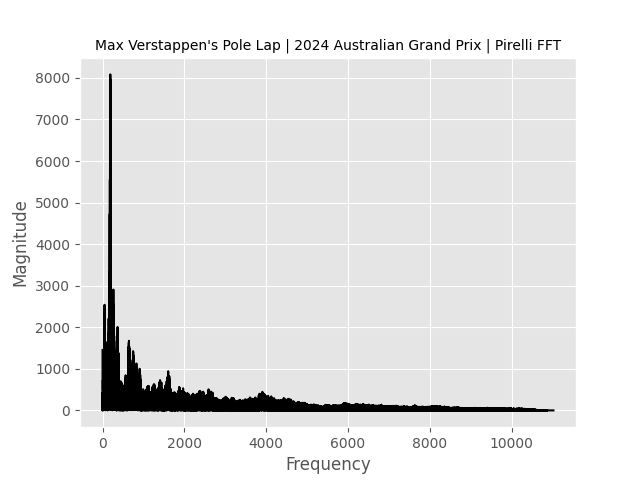 Max Verstappen's Pole Lap | 2024 Australian Grand Prix | Pirelli FFT
8000
7000
6000
5000
4000
3000
2000
1000
0
Magnitude
0 2000 4000 6000 8000 10000
Frequency